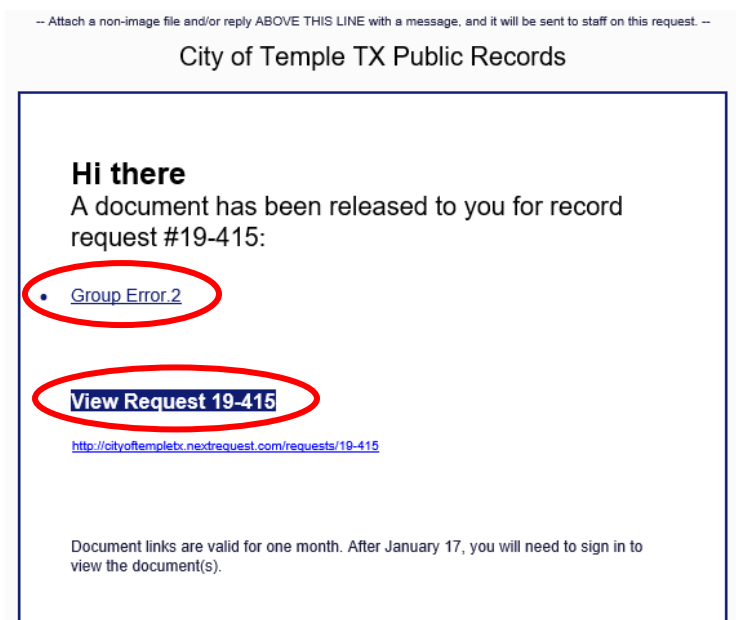 -- Attach a non-image file and/or reply ABOVE THIS LINE with a message, and it will be sent to staff on this request. --
City of Temple TX Public Records
Hi there
A document has been released to you for record
request #19-415:
• Group Error.2
View Request 19-415
http://cityoftempletx.nextrequest.com/requests/19-415
Document links are valid for one month. After January 17, you will need to sign in to
view the document(s).